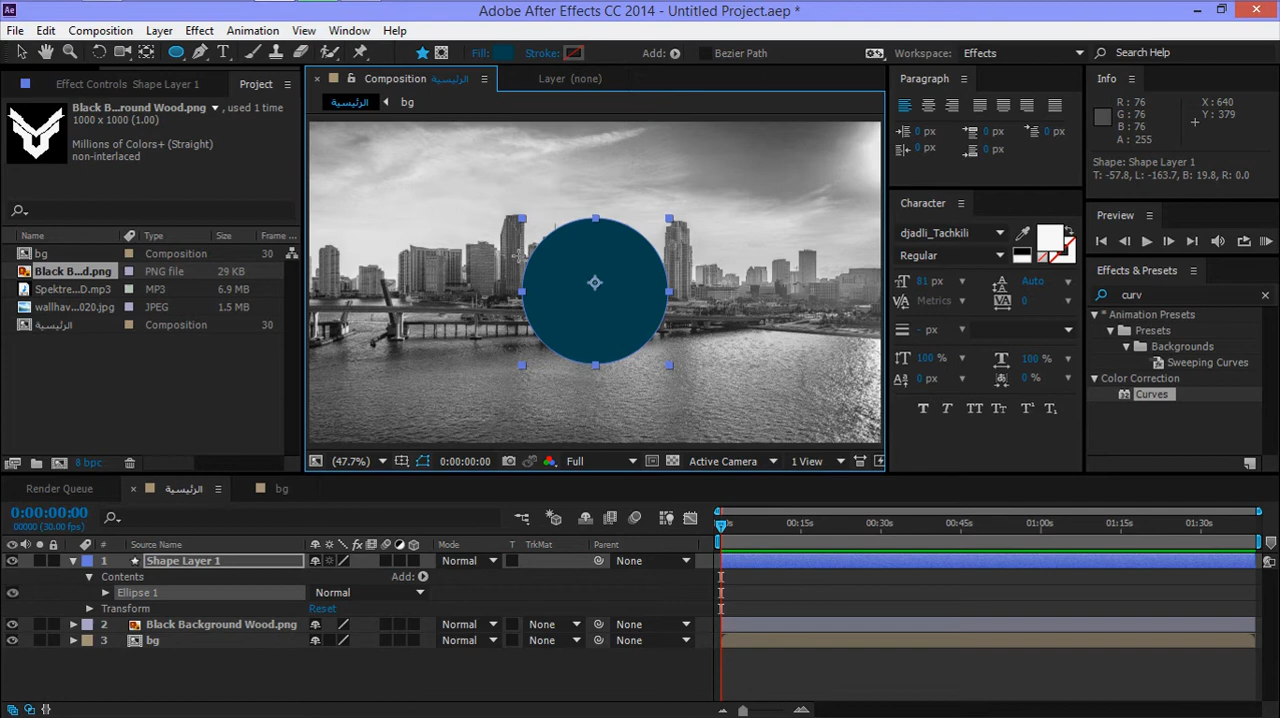 Adobe After Effects CC 2014 - Untitled Project.aep *
File Edit Composition Layer Effect Animation View Window Help
Fill: Stroke: Add: Bezier Path Workspace: Effects Search Help
Effect Controls: Shape Layer 1 Project
Black B...round Wood.png , used 1 time
1000 x 1000 (1.00)
Millions of Colors+ (Straight)
non-interlaced
Name Type Size Frame ...
bg Composition 30
Black B...d.png PNG file 29 KB
Spektre...D.mp3 MP3 6.9 MB
wallhav...020.jpg JPEG 1.5 MB
الرئيسية Composition 30
8 bpc
Composition الرئيسية Layer (none)
الرئيسية bg
(47.7%) 0:00:00:00 Full Active Camera 1 View
Paragraph
0 px 0 px 0 px
0 px 0 px
Character
djadli_Tachkili
Regular
81 px Auto
Metrics 0
- px
100 % 100 %
0 px 0 %
Info
R : 76 X : 640
G : 76 Y : 379
B : 76
A : 255
Shape: Shape Layer 1
T: -57.8, L: -163.7, B: 19.8, R: 0.0
Preview
Effects & Presets
curv
* Animation Presets
Presets
Backgrounds
Sweeping Curves
Color Correction
Curves
Render Queue الرئيسية bg
0:00:00:00
00000 (30.00 fps)
# Source Name Mode T TrkMat Parent
1 Shape Layer 1 Normal None
Contents Add:
Ellipse 1 Normal
Transform Reset
2 Black Background Wood.png Normal None None
3 bg Normal None None
00:15s 00:30s 00:45s 01:00s 01:15s 01:30s